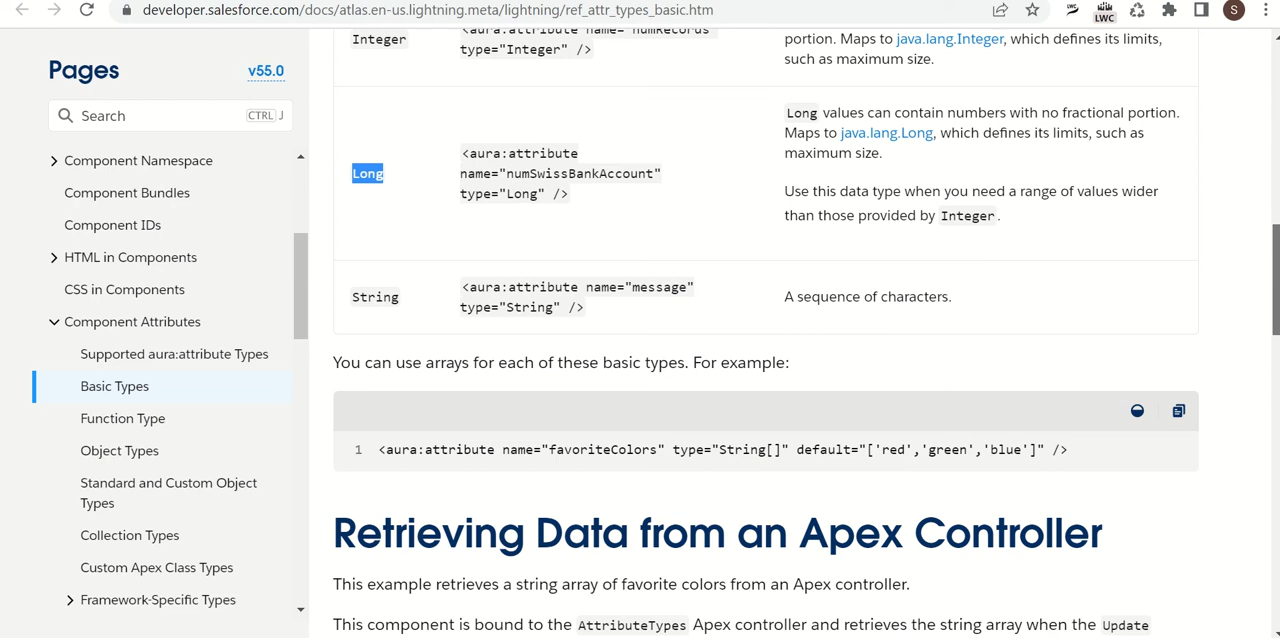 developer.salesforce.com/docs/atlas.en-us.lightning.meta/lightning/ref_attr_types_basic.htm
LWC
S
Pages
v55.0
Search
CTRL J
Component Namespace
Component Bundles
Component IDs
HTML in Components
CSS in Components
Component Attributes
Supported aura:attribute Types
Basic Types
Function Type
Object Types
Standard and Custom Object
Types
Collection Types
Custom Apex Class Types
Framework-Specific Types
Integer
<aura:attribute name="numRecords"
type="Integer" />
portion. Maps to java.lang.Integer, which defines its limits,
such as maximum size.
Long
<aura:attribute
name="numSwissBankAccount"
type="Long" />
Long values can contain numbers with no fractional portion.
Maps to java.lang.Long, which defines its limits, such as
maximum size.
Use this data type when you need a range of values wider
than those provided by Integer.
String
<aura:attribute name="message"
type="String" />
A sequence of characters.
You can use arrays for each of these basic types. For example:
1 <aura:attribute name="favoriteColors" type="String[]" default="['red','green','blue']" />
Retrieving Data from an Apex Controller
This example retrieves a string array of favorite colors from an Apex controller.
This component is bound to the AttributeTypes Apex controller and retrieves the string array when the Update